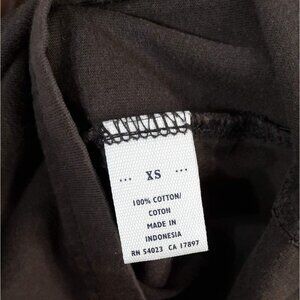 ... XS ...
100% COTTON/
COTON
MADE IN
INDONESIA
RN 54023 CA 17897